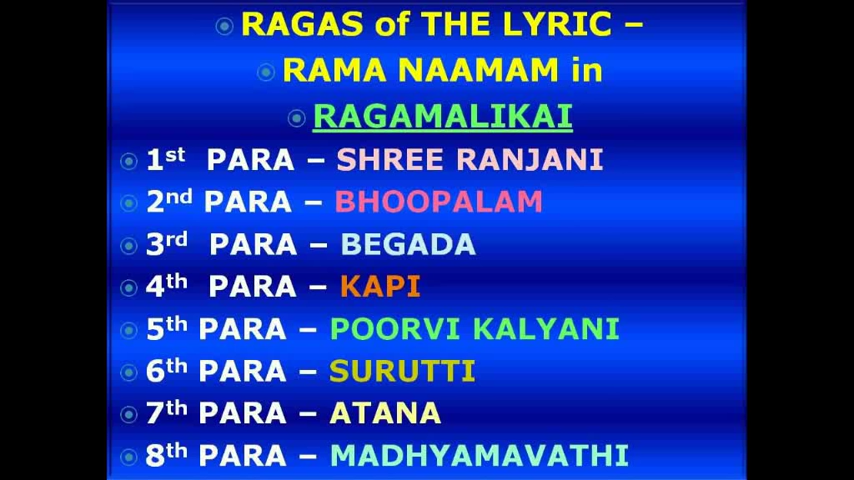 RAGAS of THE LYRIC –
RAMA NAAMAM in
RAGAMALIKAI
1st PARA – SHREE RANJANI
2nd PARA – BHOOPALAM
3rd PARA – BEGADA
4th PARA – KAPI
5th PARA – POORVI KALYANI
6th PARA – SURUTTI
7th PARA – ATANA
8th PARA – MADHYAMAVATHI